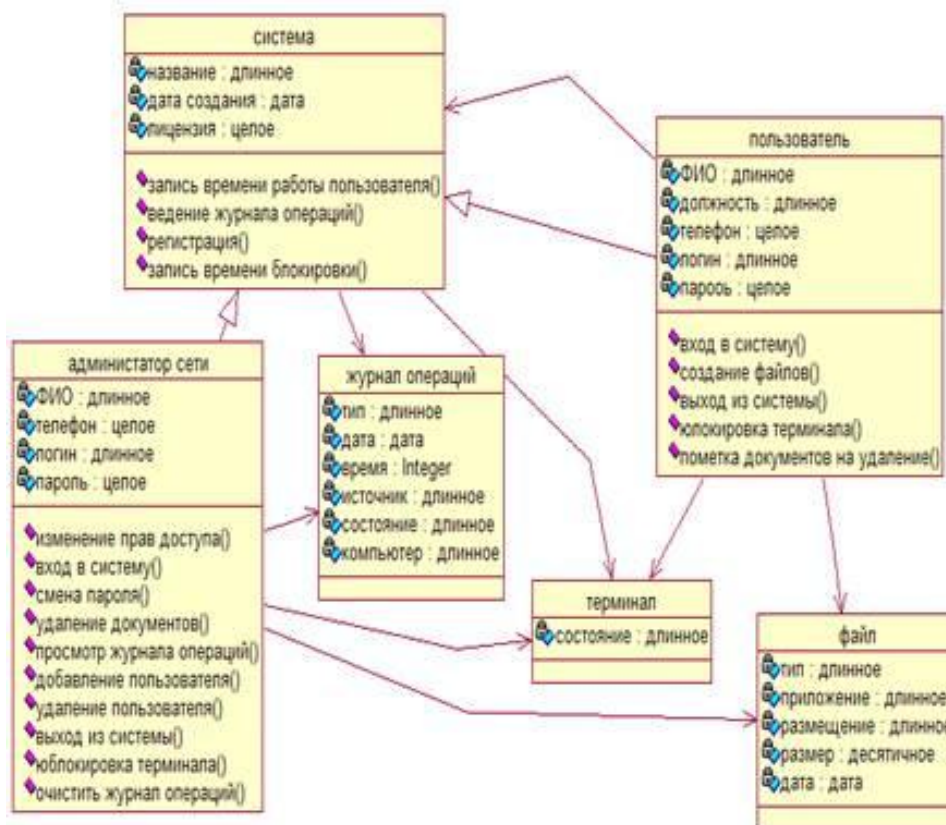 система
название : длинное
дата создания : дата
лицензия : целое
запись времени работы пользователя()
ведение журнала операций()
регистрация()
запись времени блокировки()
пользователь
ФИО : длинное
должность : длинное
телефон : целое
логин : длинное
парооь : целое
вход в систему()
создание файлов()
выход из системы()
юлокировка терминала()
пометка документов на удаление()
администатор сети
ФИО : длинное
телефон : целое
логин : длинное
пароль : целое
изменение прав доступа()
вход в систему()
смена пароля()
удаление документов()
просмотр журнала операций()
добавление пользователя()
удаление пользователя()
выход из системы()
юблокировка терминала()
очистить журнал операций()
журнал операций
тип : длинное
дата : дата
время : Integer
источник : длинное
состояние : длинное
компьютер : длинное
терминал
состояние : длинное
файл
тип : длинное
приложение : длинное
размещение : длинное
размер : десятичное
дата : дата